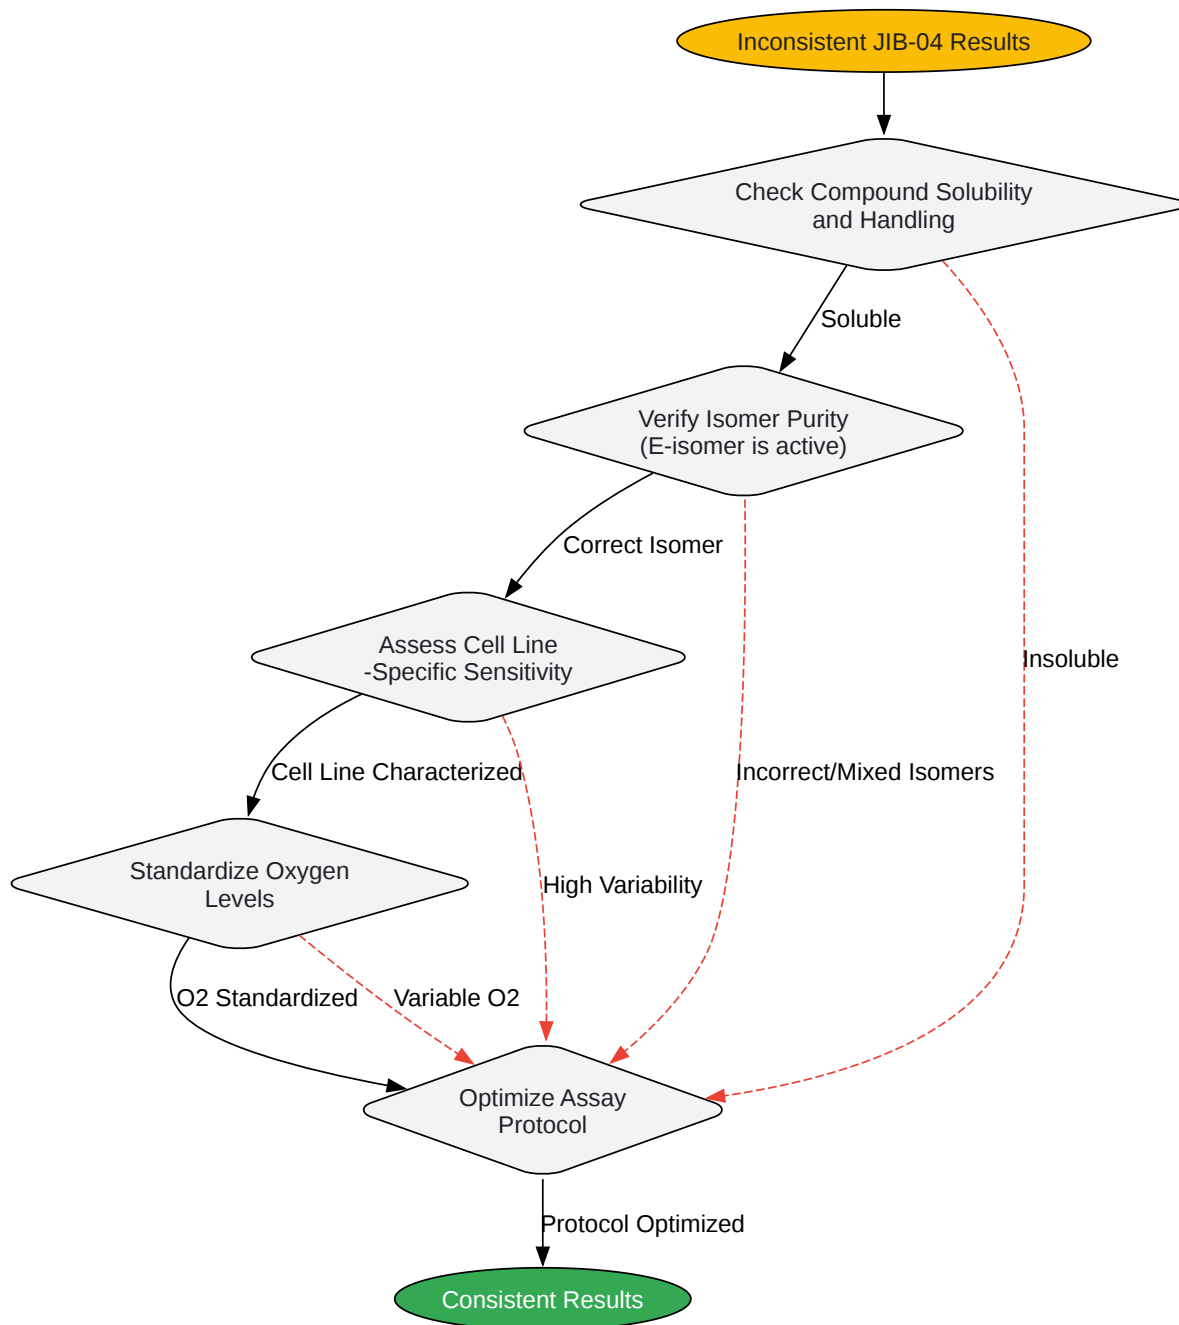 Inconsistent JIB-04 Results
Check Compound Solubility
and Handling
Soluble
Verify Isomer Purity
(E-isomer is active)
Correct Isomer
Assess Cell Line
-Specific Sensitivity
Insoluble
Cell Line Characterized
Incorrect/Mixed Isomers
Standardize Oxygen
Levels
High Variability
O2 Standardized
Variable O2
Optimize Assay
Protocol
Protocol Optimized
Consistent Results